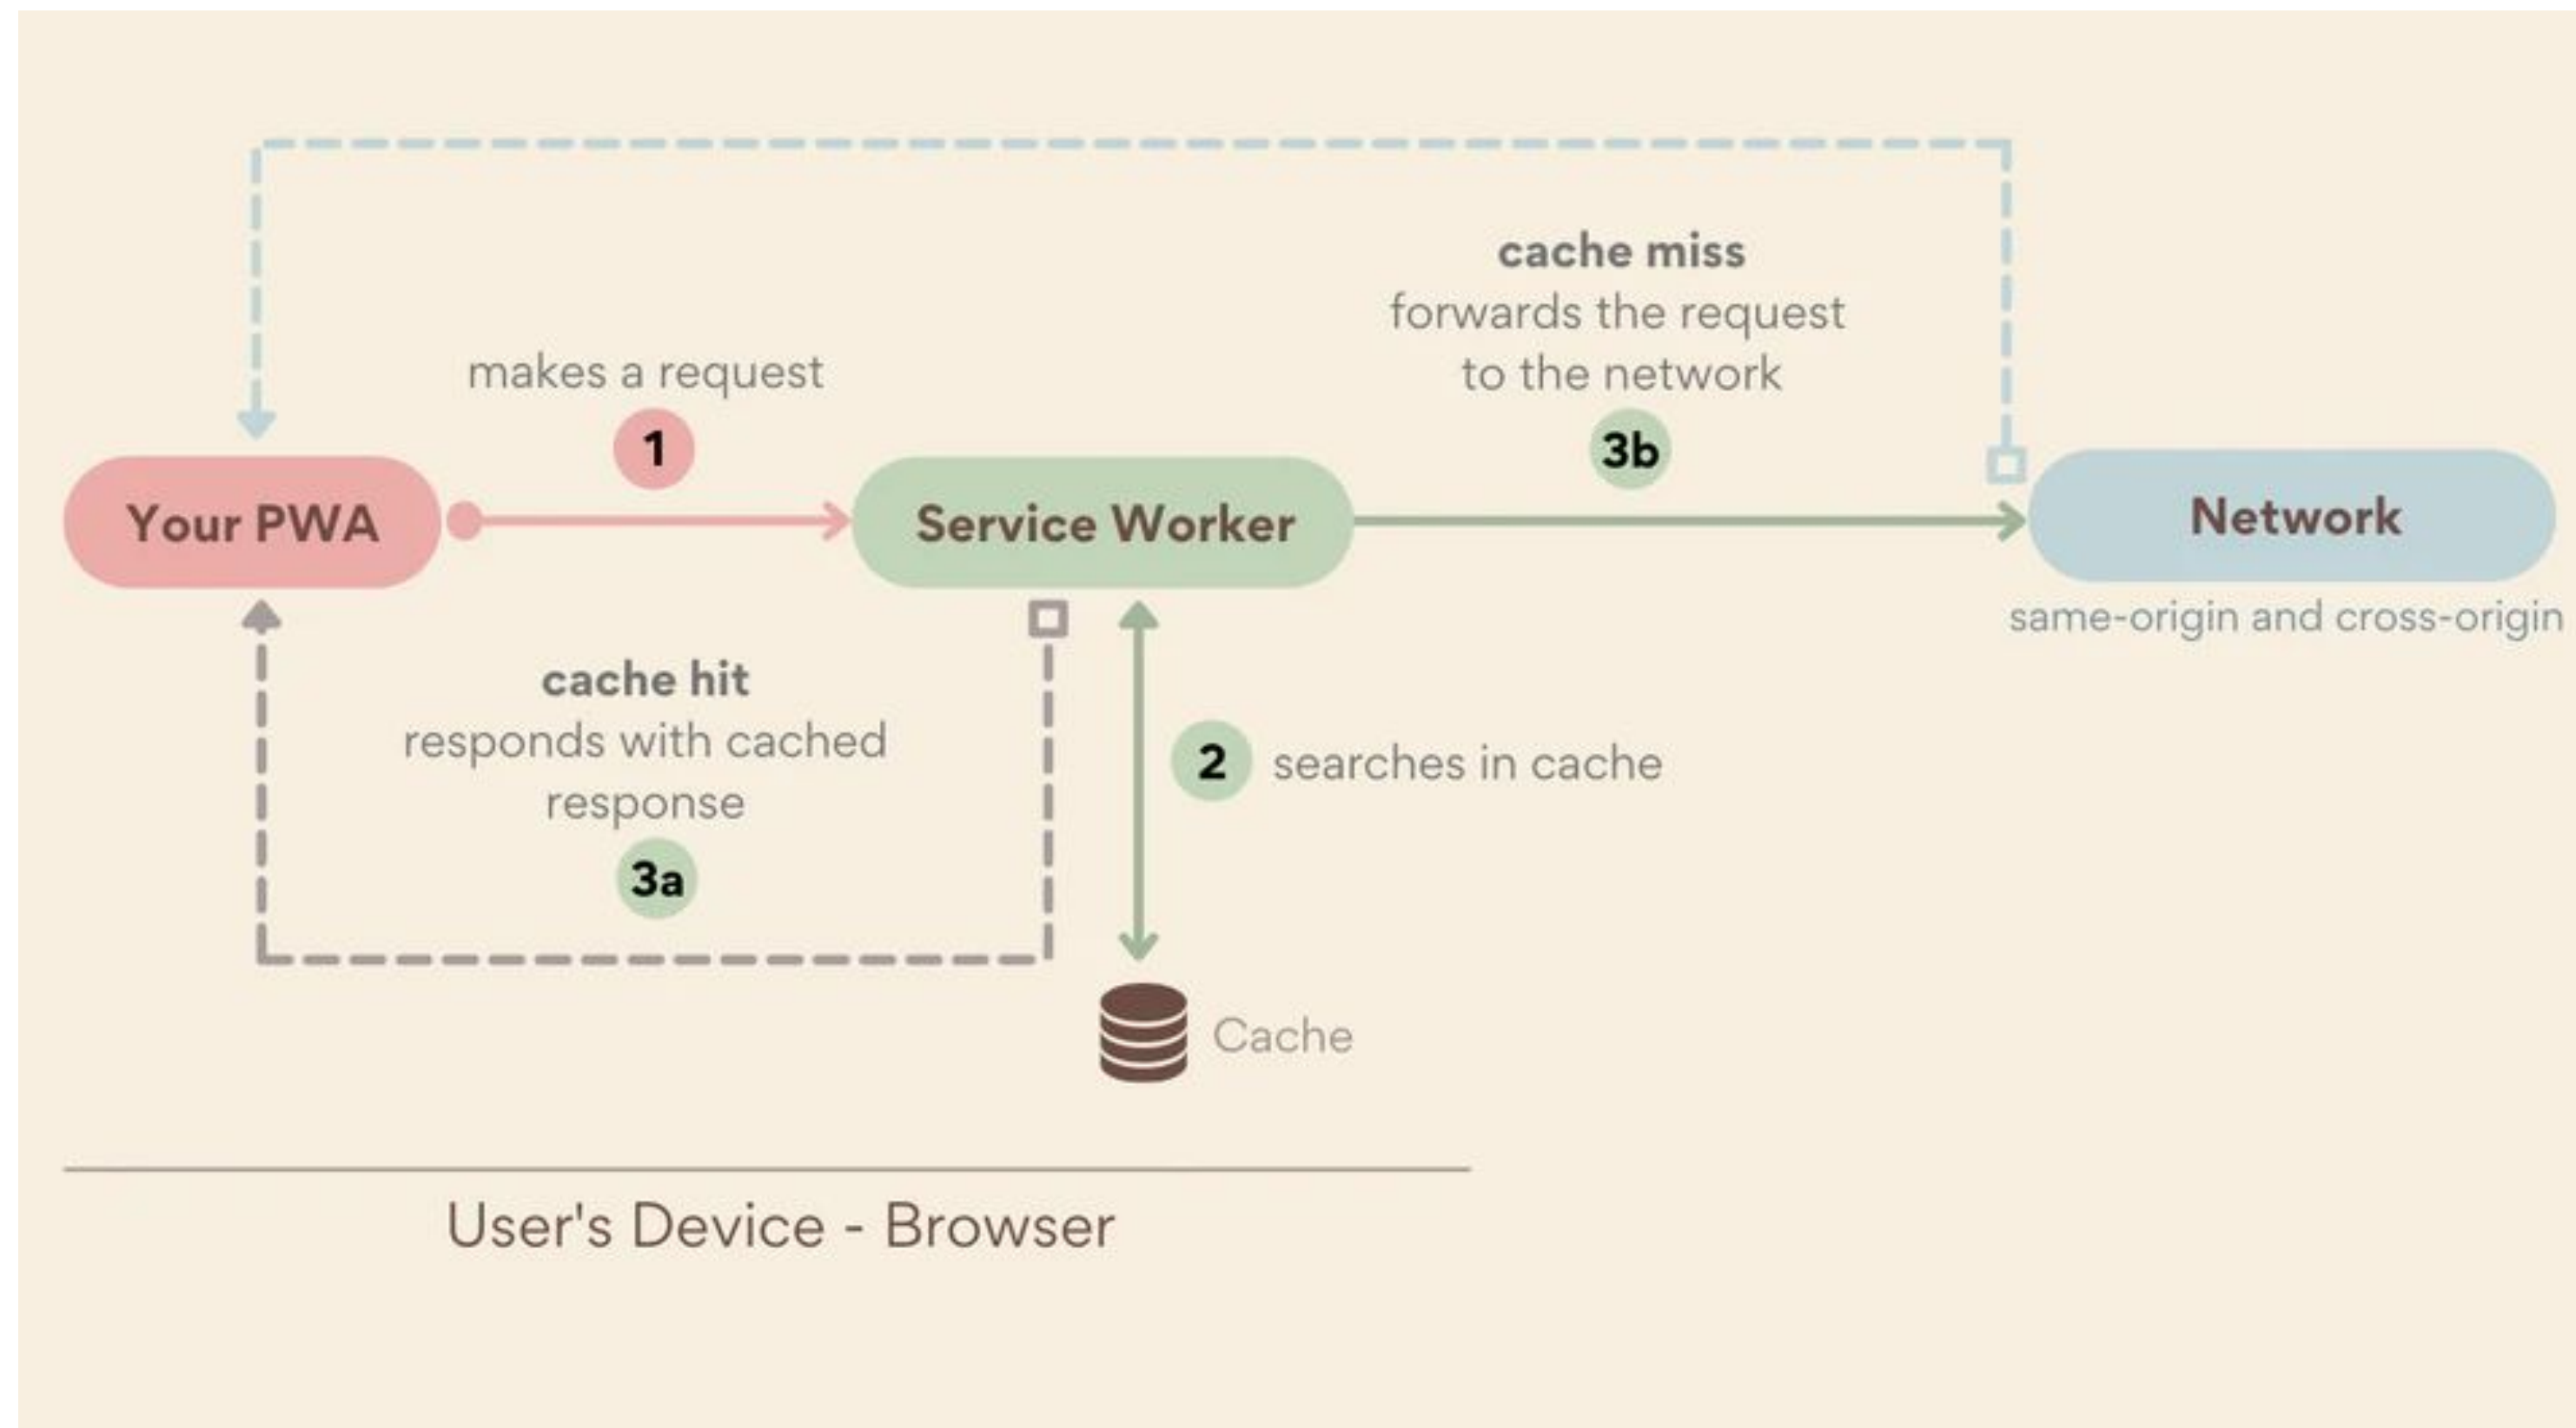 cache miss
forwards the request
to the network
3b
makes a request
1
Your PWA
Service Worker
Network
same-origin and cross-origin
cache hit
responds with cached
response
3a
2 searches in cache
Cache
User's Device - Browser